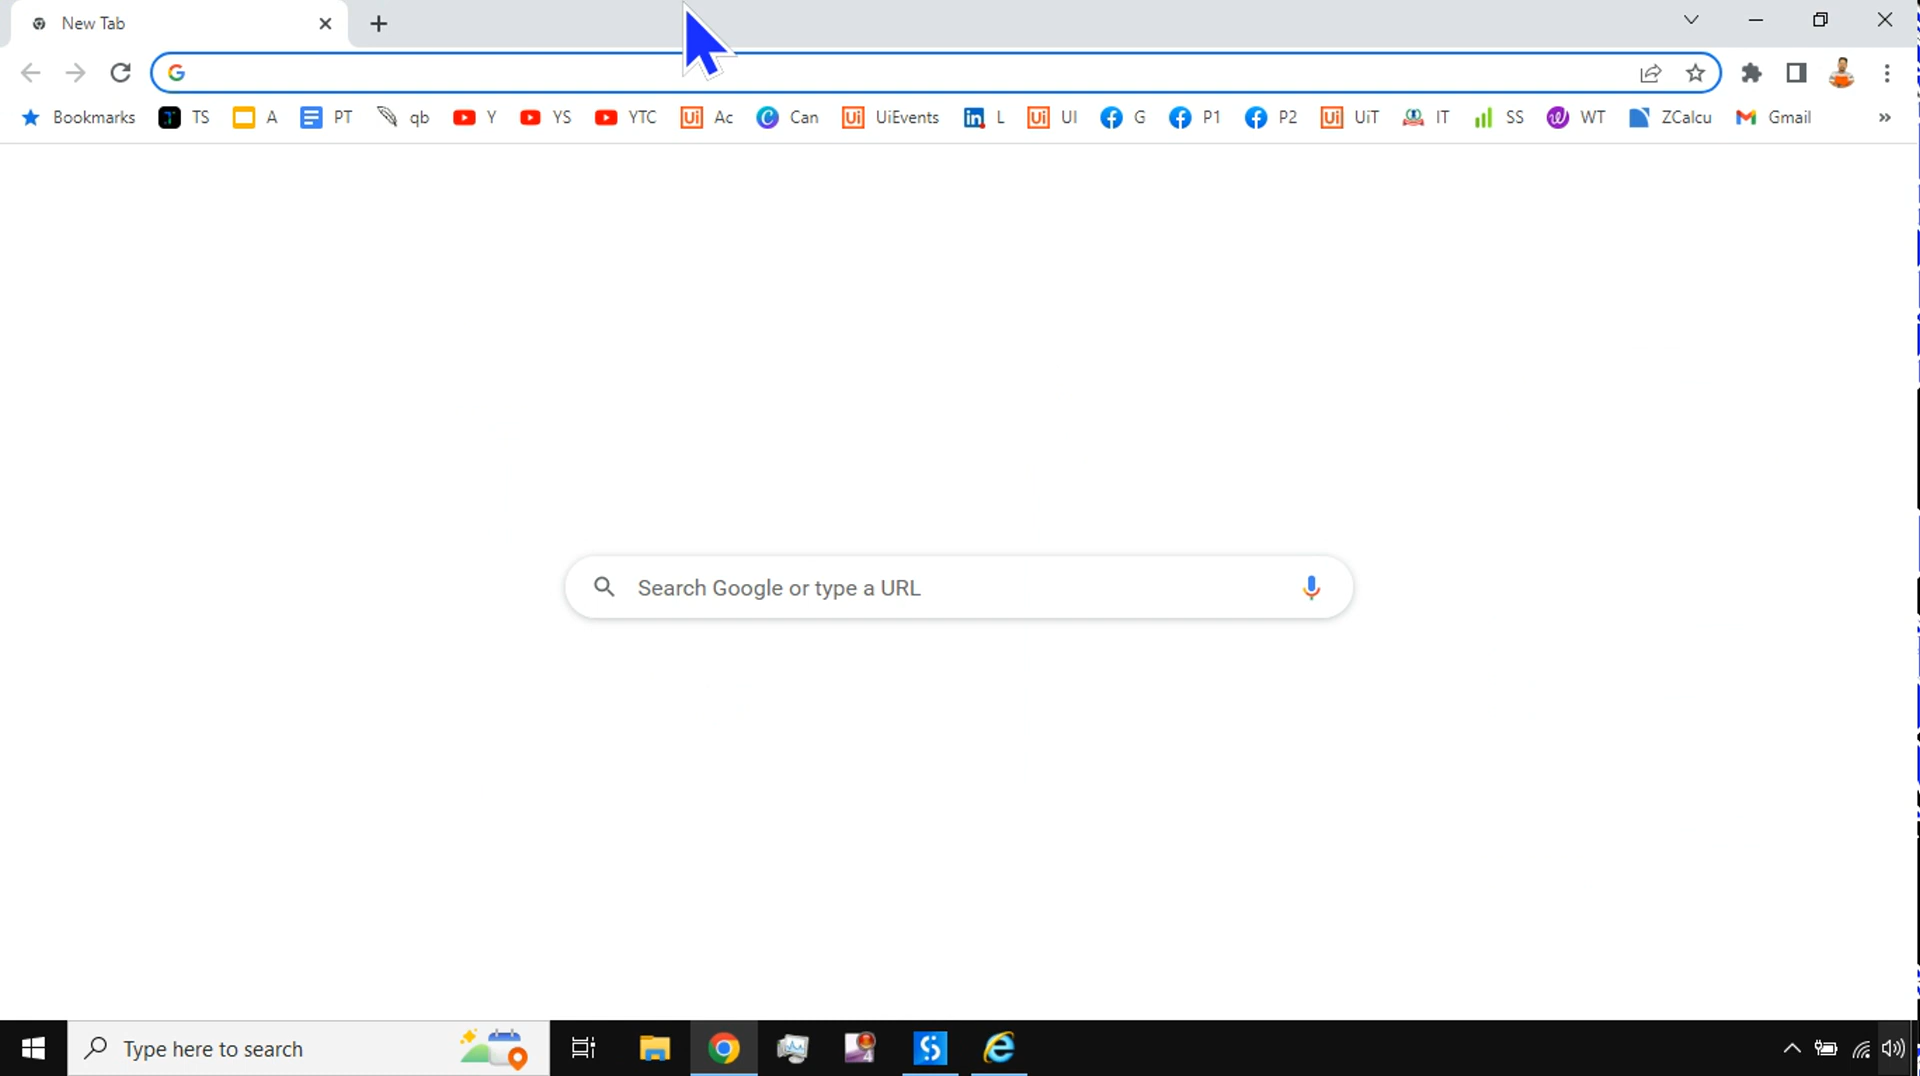 New Tab
Bookmarks TS A PT qb Y YS YTC Ac Can UiEvents L UI G P1 P2 UiT IT SS WT ZCalcu Gmail »
Search Google or type a URL
Type here to search